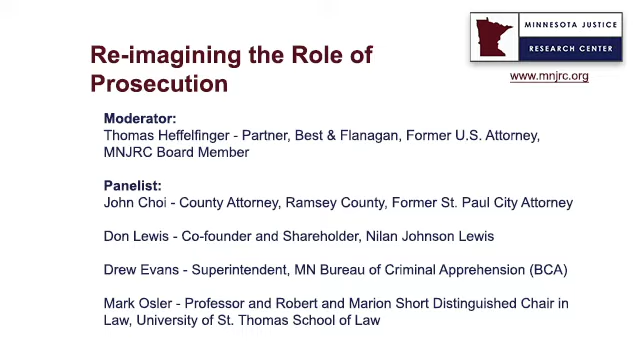 MINNESOTA JUSTICE
RESEARCH CENTER
www.mnjrc.org
Re-imagining the Role of
Prosecution
Moderator:
Thomas Heffelfinger - Partner, Best & Flanagan, Former U.S. Attorney,
MNJRC Board Member
Panelist:
John Choi - County Attorney, Ramsey County, Former St. Paul City Attorney
Don Lewis - Co-founder and Shareholder, Nilan Johnson Lewis
Drew Evans - Superintendent, MN Bureau of Criminal Apprehension (BCA)
Mark Osler - Professor and Robert and Marion Short Distinguished Chair in
Law, University of St. Thomas School of Law